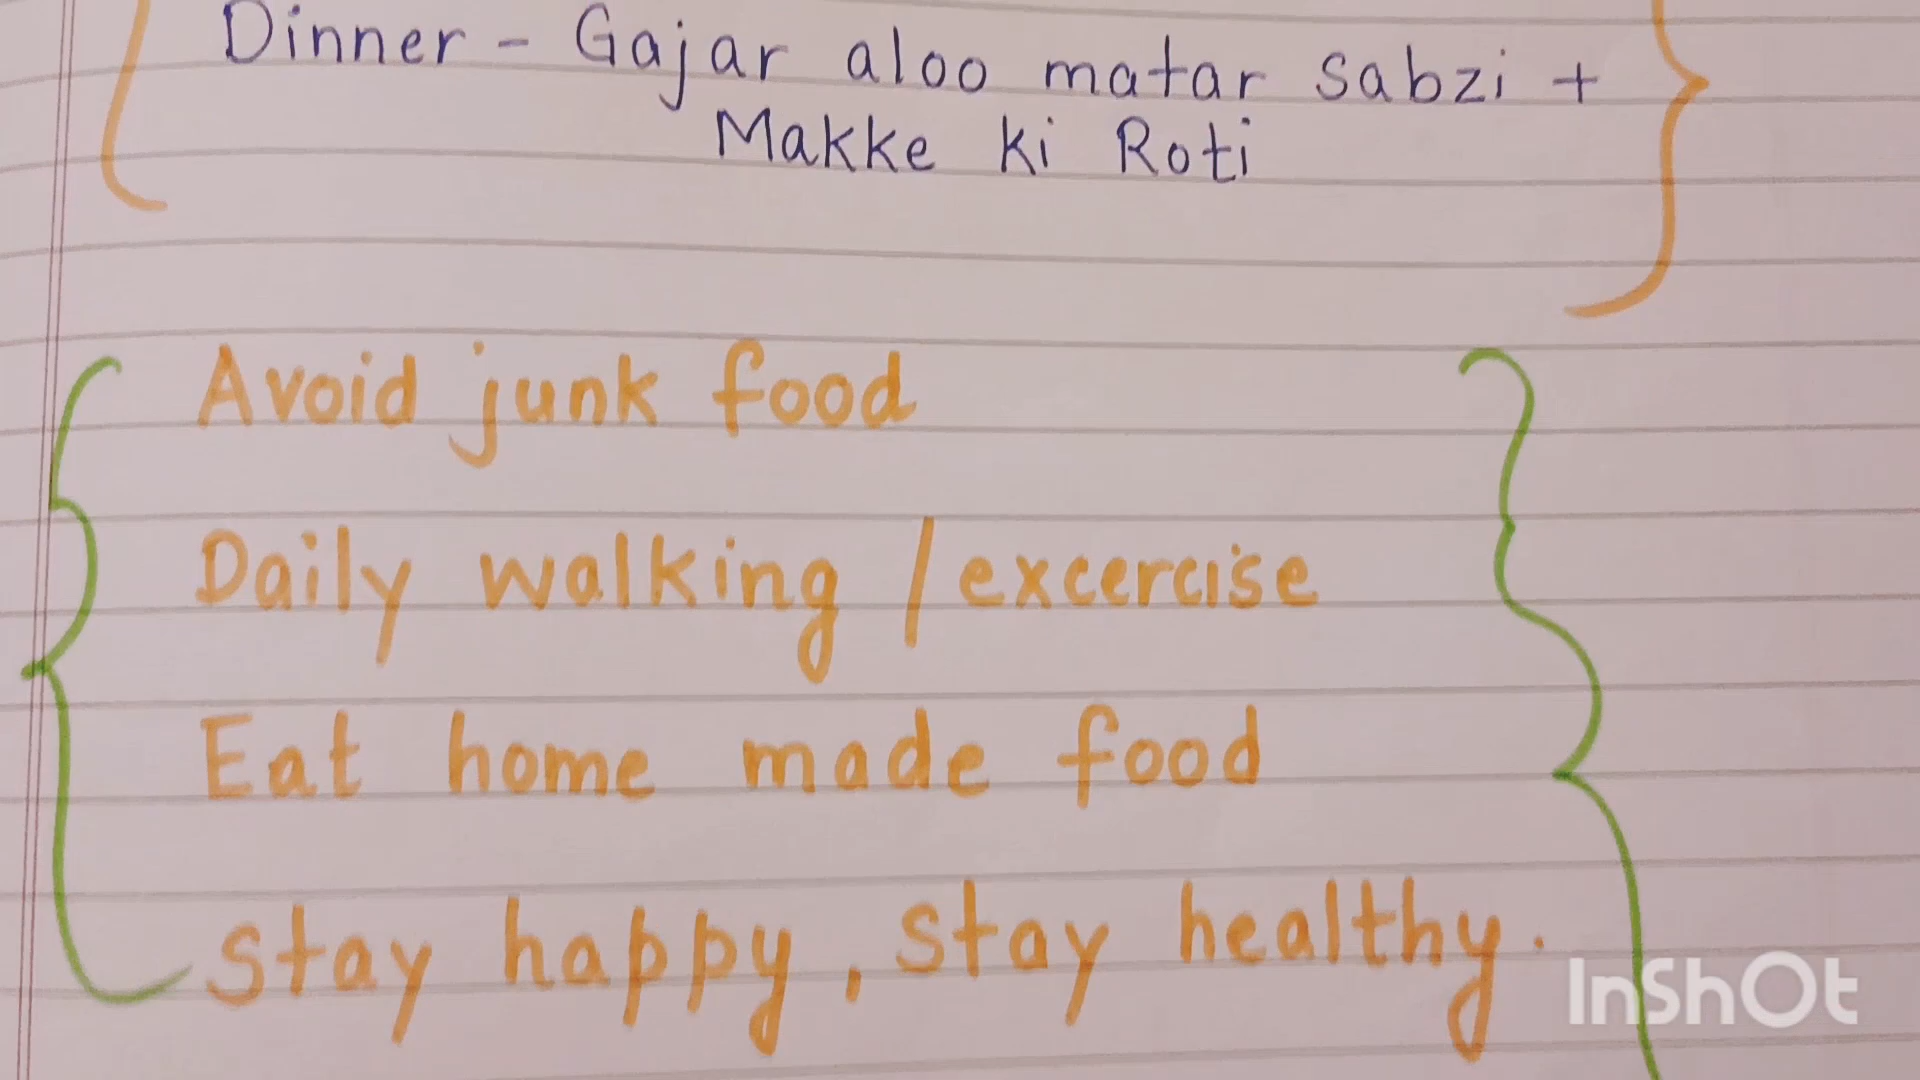 Dinner - Gajar aloo matar sabzi +
Makke ki Roti
Avoid junk food
Daily walking / excercise
Eat home made food
stay happy, stay healthy.
InShOt